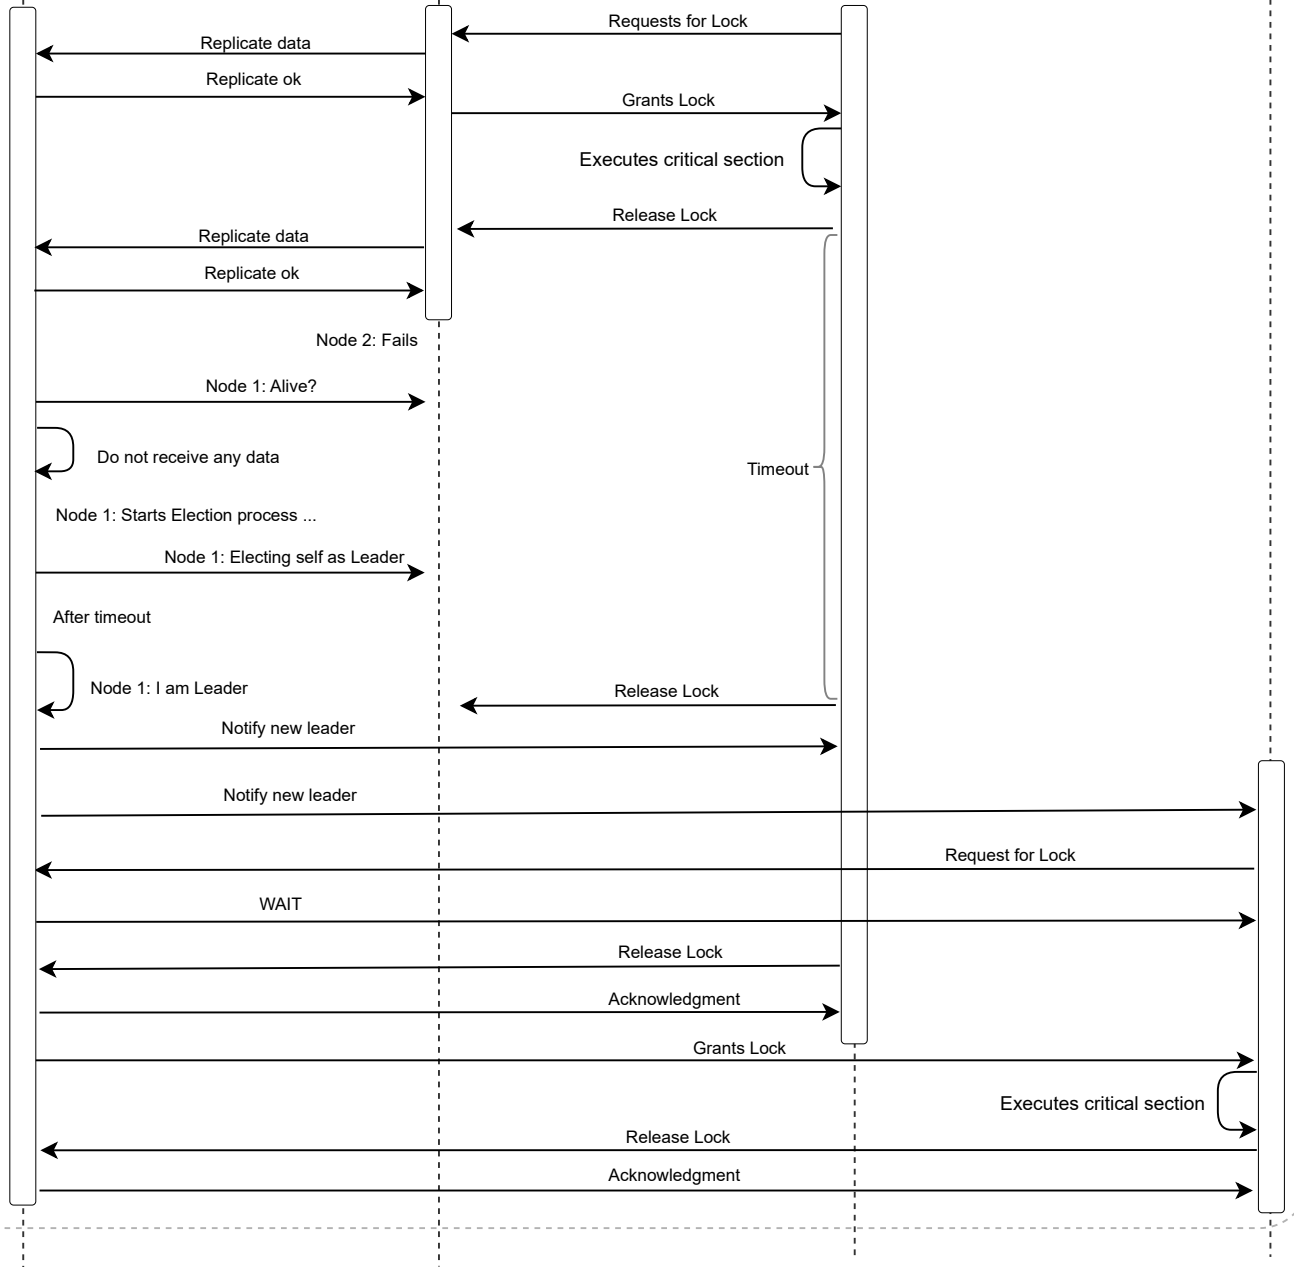 Requests for Lock
Replicate data
Replicate ok
Grants Lock
Executes critical section
Release Lock
Replicate data
Replicate ok
Node 2: Fails
Node 1: Alive?
Do not receive any data
Timeout
Node 1: Starts Election process ...
Node 1: Electing self as Leader
After timeout
Node 1: I am Leader
Release Lock
Notify new leader
Notify new leader
Request for Lock
WAIT
Release Lock
Acknowledgment
Grants Lock
Executes critical section
Release Lock
Acknowledgment